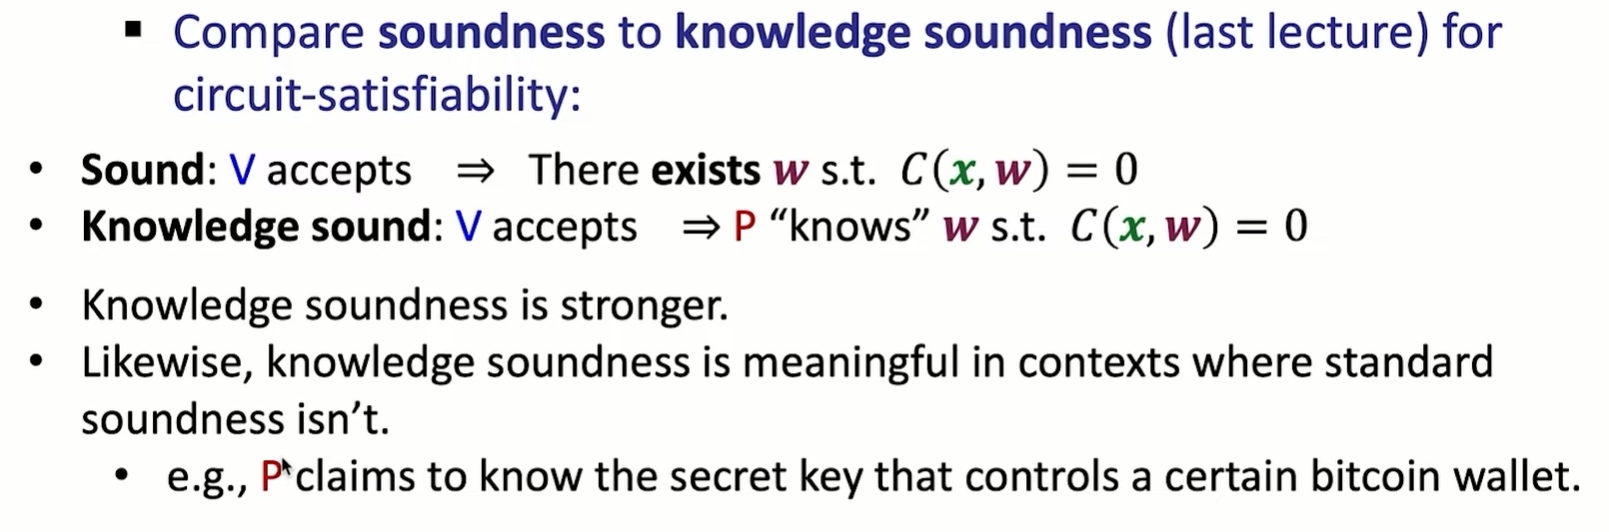 ▪ Compare soundness to knowledge soundness (last lecture) for
circuit-satisfiability:
• Sound: V accepts ⇒ There exists w s.t. C(x, w) = 0
• Knowledge sound: V accepts ⇒ P “knows” w s.t. C(x, w) = 0
• Knowledge soundness is stronger.
• Likewise, knowledge soundness is meaningful in contexts where standard
soundness isn’t.
• e.g., P claims to know the secret key that controls a certain bitcoin wallet.